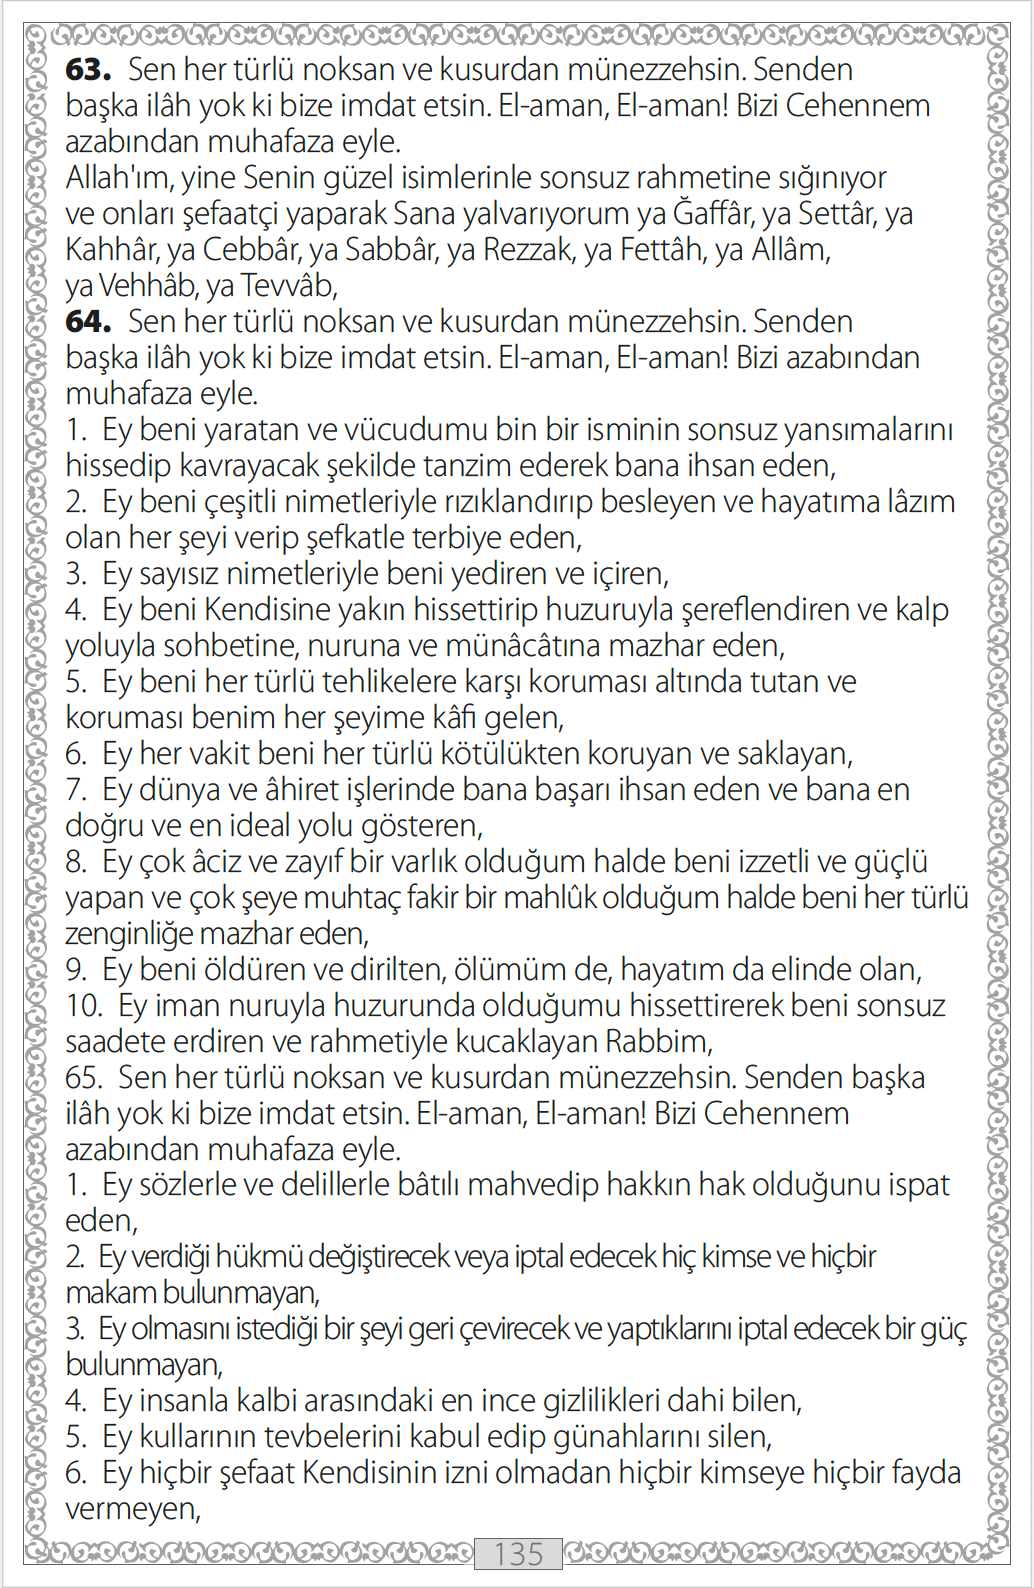 63. Sen her türlü noksan ve kusurdan münezzehsin. Senden
başka ilâh yok ki bize imdat etsin. El-aman, El-aman! Bizi Cehennem
azabından muhafaza eyle.
Allah'ım, yine Senin güzel isimlerinle sonsuz rahmetine sığınıyor
ve onları şefaatçi yaparak Sana yalvarıyorum ya Ğaffâr, ya Settâr, ya
Kahhâr, ya Cebbâr, ya Sabbâr, ya Rezzak, ya Fettâh, ya Allâm,
ya Vehhâb, ya Tevvâb,
64. Sen her türlü noksan ve kusurdan münezzehsin. Senden
başka ilâh yok ki bize imdat etsin. El-aman, El-aman! Bizi azabından
muhafaza eyle.
1. Ey beni yaratan ve vücudumu bin bir isminin sonsuz yansımalarını
hissedip kavrayacak şekilde tanzim ederek bana ihsan eden,
2. Ey beni çeşitli nimetleriyle rızıklandırıp besleyen ve hayatıma lâzım
olan her şeyi verip şefkatle terbiye eden,
3. Ey sayısız nimetleriyle beni yediren ve içiren,
4. Ey beni Kendisine yakın hissettirip huzuruyla şereflendiren ve kalp
yoluyla sohbetine, nuruna ve münâcâtına mazhar eden,
5. Ey beni her türlü tehlikelere karşı koruması altında tutan ve
koruması benim her şeyime kâfi gelen,
6. Ey her vakit beni her türlü kötülükten koruyan ve saklayan,
7. Ey dünya ve âhiret işlerinde bana başarı ihsan eden ve bana en
doğru ve en ideal yolu gösteren,
8. Ey çok âciz ve zayıf bir varlık olduğum halde beni izzetli ve güçlü
yapan ve çok şeye muhtaç fakir bir mahlûk olduğum halde beni her türlü
zenginliğe mazhar eden,
9. Ey beni öldüren ve dirilten, ölümüm de, hayatım da elinde olan,
10. Ey iman nuruyla huzurunda olduğumu hissettirerek beni sonsuz
saadete erdiren ve rahmetiyle kucaklayan Rabbim,
65. Sen her türlü noksan ve kusurdan münezzehsin. Senden başka
ilâh yok ki bize imdat etsin. El-aman, El-aman! Bizi Cehennem
azabından muhafaza eyle.
1. Ey sözlerle ve delillerle bâtılı mahvedip hakkın hak olduğunu ispat
eden,
2. Ey verdiği hükmü değiştirecek veya iptal edecek hiç kimse ve hiçbir
makam bulunmayan,
3. Ey olmasını istediği bir şeyi geri çevirecek ve yaptıklarını iptal edecek bir güç
bulunmayan,
4. Ey insanla kalbi arasındaki en ince gizlilikleri dahi bilen,
5. Ey kullarının tevbelerini kabul edip günahlarını silen,
6. Ey hiçbir şefaat Kendisinin izni olmadan hiçbir kimseye hiçbir fayda
vermeyen,
135